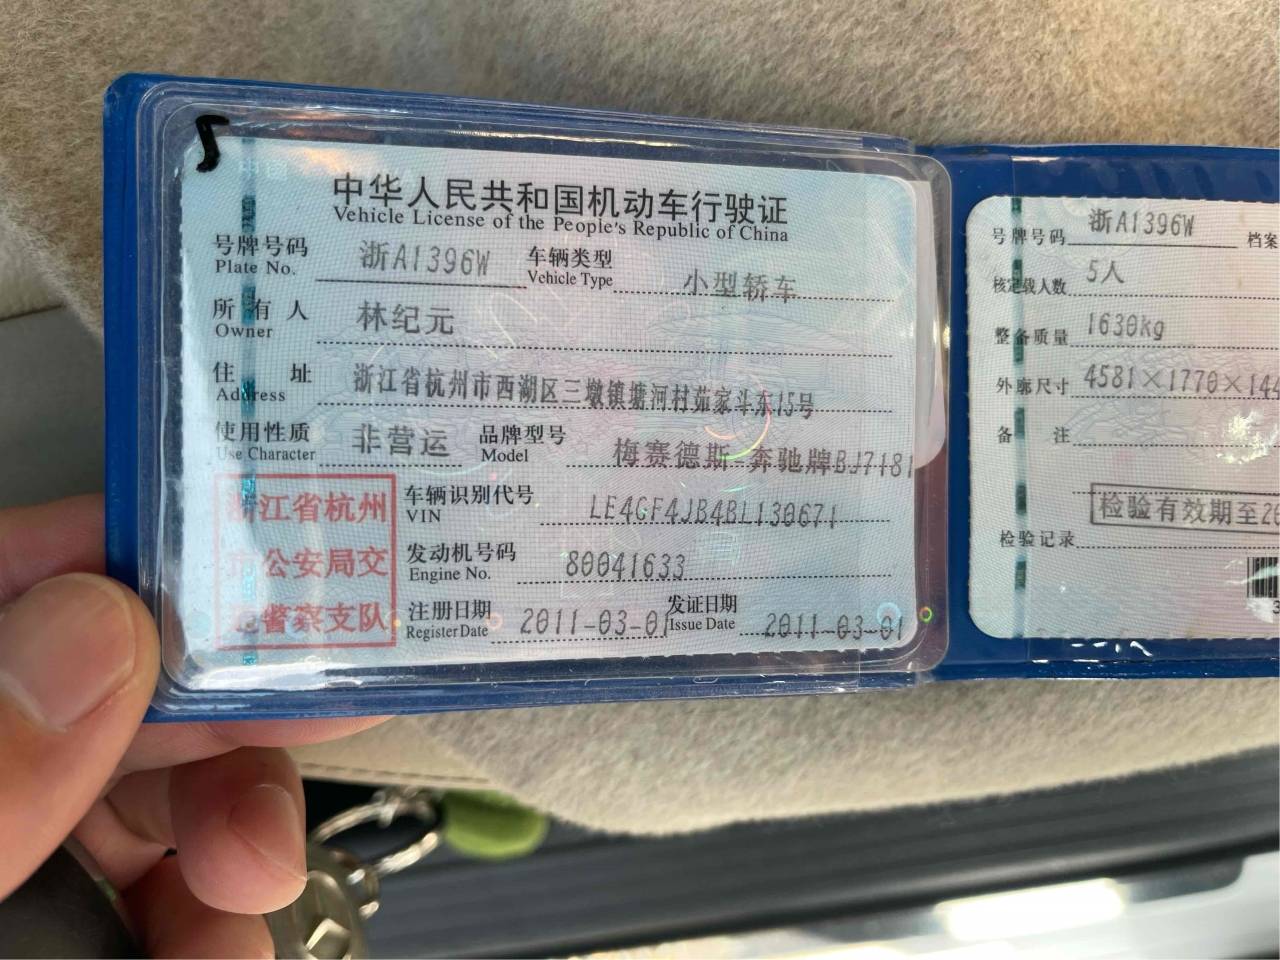 中华人民共和国机动车行驶证
Vehicle License of the People's Republic of China
号牌号码 浙A1396W 车辆类型 小型轿车
Plate No. Vehicle Type
所有人 林纪元
Owner
住址 浙江省杭州市西湖区三墩镇塘河村茹家斗东15号
Address
使用性质 非营运 品牌型号 梅赛德斯-奔驰牌BJ7181
Use Character Model
浙江省杭州
市公安局交
通警察支队
车辆识别代号 LE4GF4JB4BL130671
VIN
发动机号码 80041633
Engine No.
注册日期 2011-03-01 发证日期 2011-03-01
Register Date Issue Date
号牌号码 浙A1396W 档案
核定载人数 5人
整备质量 1630kg
外廓尺寸 4581×1770×144
备注
检验有效期至20
检验记录